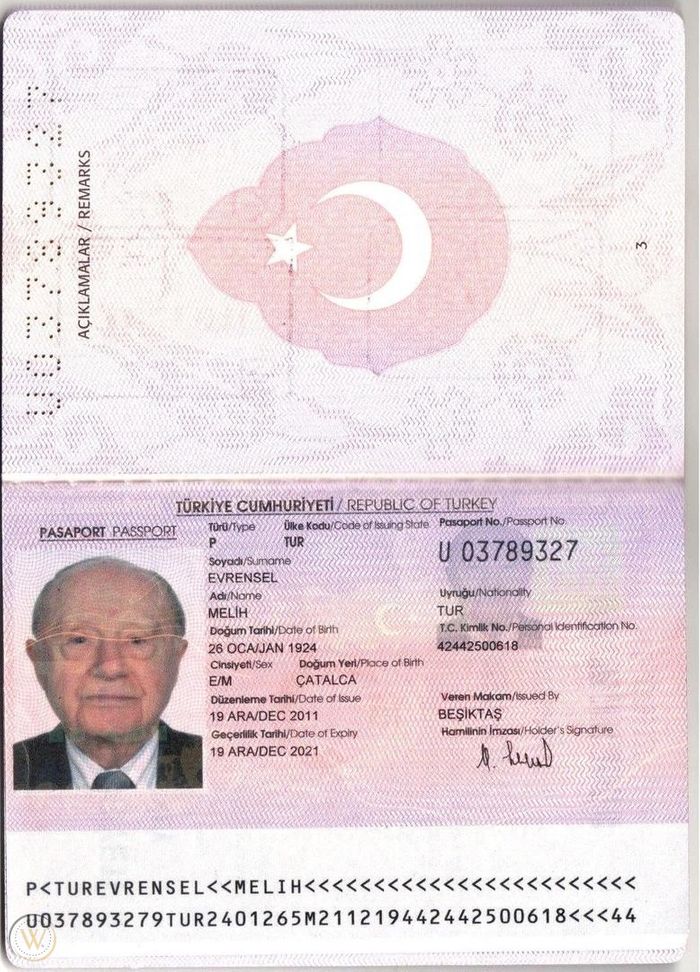 U03789327
AÇIKLAMALAR / REMARKS
3
TÜRKİYE CUMHURİYETİ / REPUBLIC OF TURKEY
PASAPORT PASSPORT
Türü/Type Ülke Kodu/Code of Issuing State Pasaport No./Passport No.
P TUR U 03789327
Soyadı/Surname
EVRENSEL
Adı/Name Uyruğu/Nationality
MELİH TUR
Doğum Tarihi/Date of Birth T.C. Kimlik No./Personal Identification No.
26 OCA/JAN 1924 42442500618
Cinsiyeti/Sex Doğum Yeri/Place of Birth
E/M ÇATALCA
Düzenleme Tarihi/Date of Issue Veren Makam/Issued By
19 ARA/DEC 2011 BEŞİKTAŞ
Geçerlilik Tarihi/Date of Expiry Hamilinin İmzası/Holder's Signature
19 ARA/DEC 2021
P<TUREVRENSEL<<MELIH<<<<<<<<<<<<<<<<<<<<<<<<
U037893279TUR2401265M211219442442500618<<<44
W